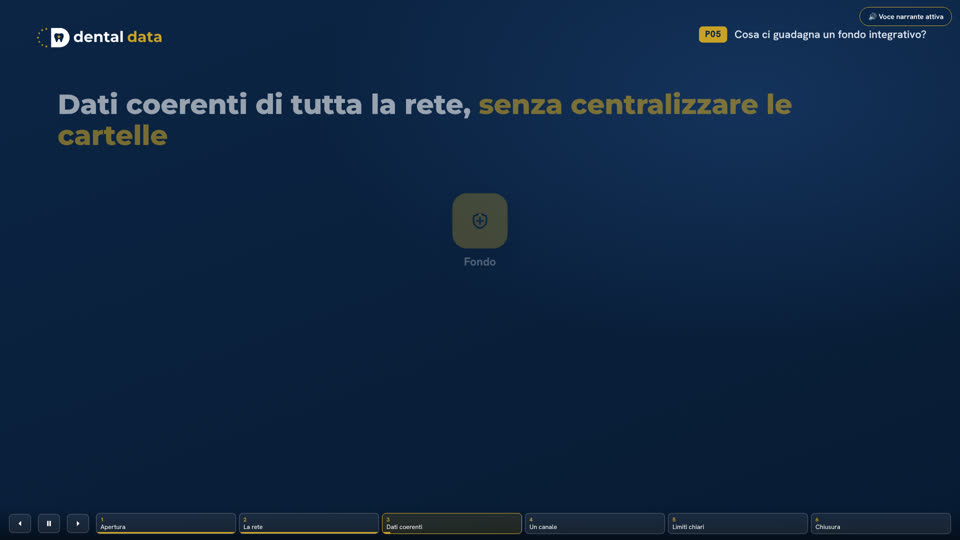 🔊 Voce narrante attiva
dental data
P05 Cosa ci guadagna un fondo integrativo?
Dati coerenti di tutta la rete, senza centralizzare le
cartelle
Fondo
1
Apertura
2
La rete
3
Dati coerenti
4
Un canale
5
Limiti chiari
6
Chiusura